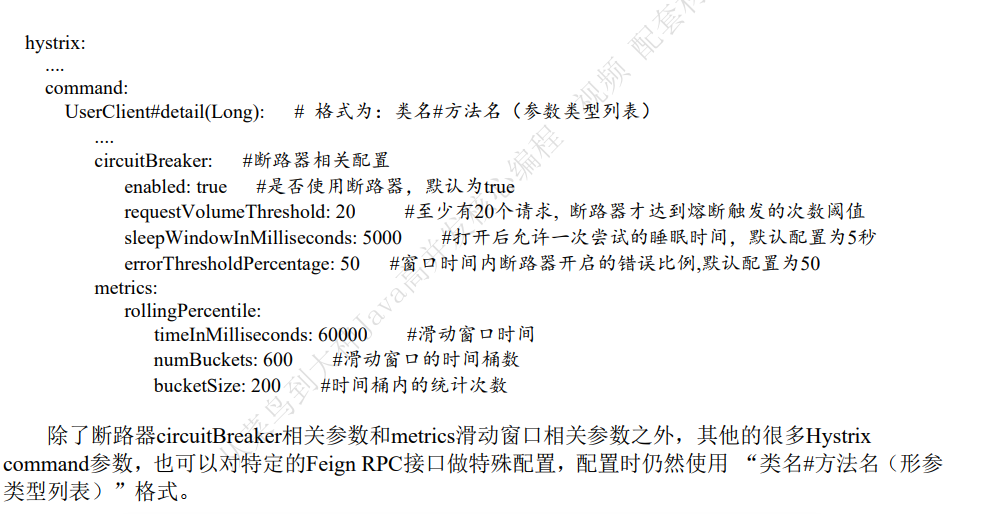 hystrix:
....
command:
UserClient#detail(Long): # 格式为：类名#方法名（参数类型列表）
....
circuitBreaker: #断路器相关配置
enabled: true #是否使用断路器，默认为true
requestVolumeThreshold: 20 #至少有20个请求, 断路器才达到熔断触发的次数阈值
sleepWindowInMilliseconds: 5000 #打开后允许一次尝试的睡眠时间，默认配置为5秒
errorThresholdPercentage: 50 #窗口时间内断路器开启的错误比例,默认配置为50
metrics:
rollingPercentile:
timeInMilliseconds: 60000 #滑动窗口时间
numBuckets: 600 #滑动窗口的时间桶数
bucketSize: 200 #时间桶内的统计次数
除了断路器circuitBreaker相关参数和metrics滑动窗口相关参数之外，其他的很多Hystrix
command参数，也可以对特定的Feign RPC接口做特殊配置，配置时仍然使用 “类名#方法名（形参
类型列表）”格式。